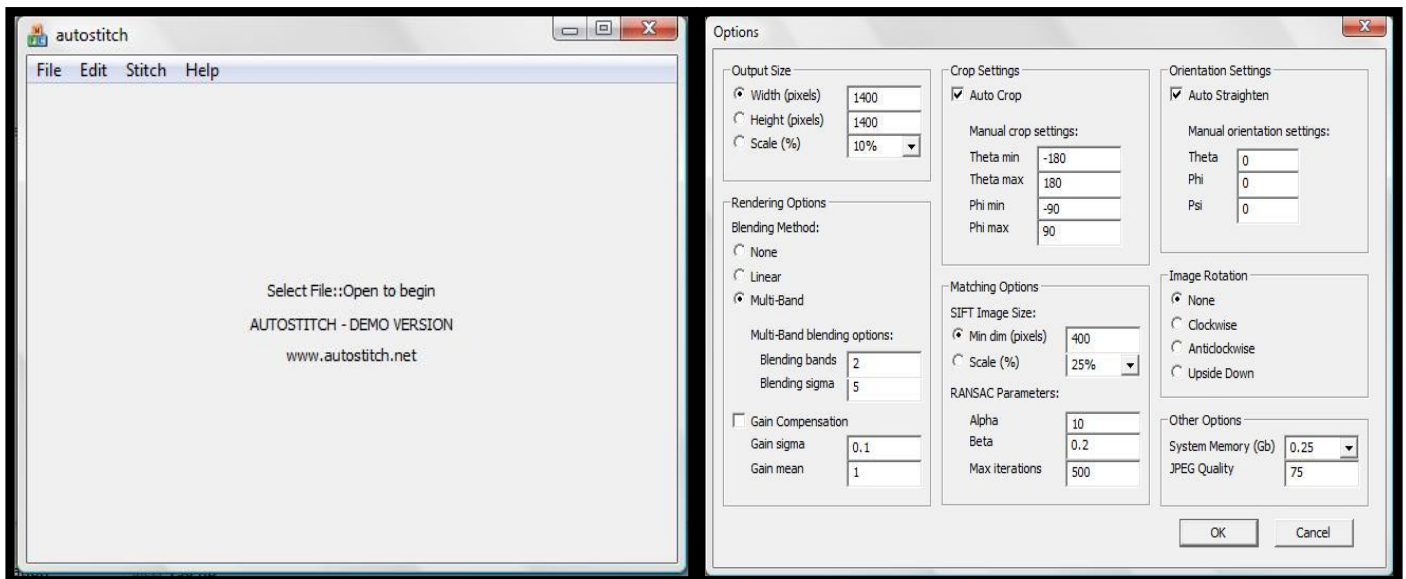 autostitch
File Edit Stitch Help
Select File::Open to begin
AUTOSTITCH - DEMO VERSION
www.autostitch.net
Options
Output Size
Width (pixels) 1400
Height (pixels) 1400
Scale (%) 10%
Rendering Options
Blending Method:
None
Linear
Multi-Band
Multi-Band blending options:
Blending bands 2
Blending sigma 5
Gain Compensation
Gain sigma 0.1
Gain mean 1
Crop Settings
Auto Crop
Manual crop settings:
Theta min -180
Theta max 180
Phi min -90
Phi max 90
Matching Options
SIFT Image Size:
Min dim (pixels) 400
Scale (%) 25%
RANSAC Parameters:
Alpha 10
Beta 0.2
Max iterations 500
Orientation Settings
Auto Straighten
Manual orientation settings:
Theta 0
Phi 0
Psi 0
Image Rotation
None
Clockwise
Anticlockwise
Upside Down
Other Options
System Memory (Gb) 0.25
JPEG Quality 75
OK Cancel